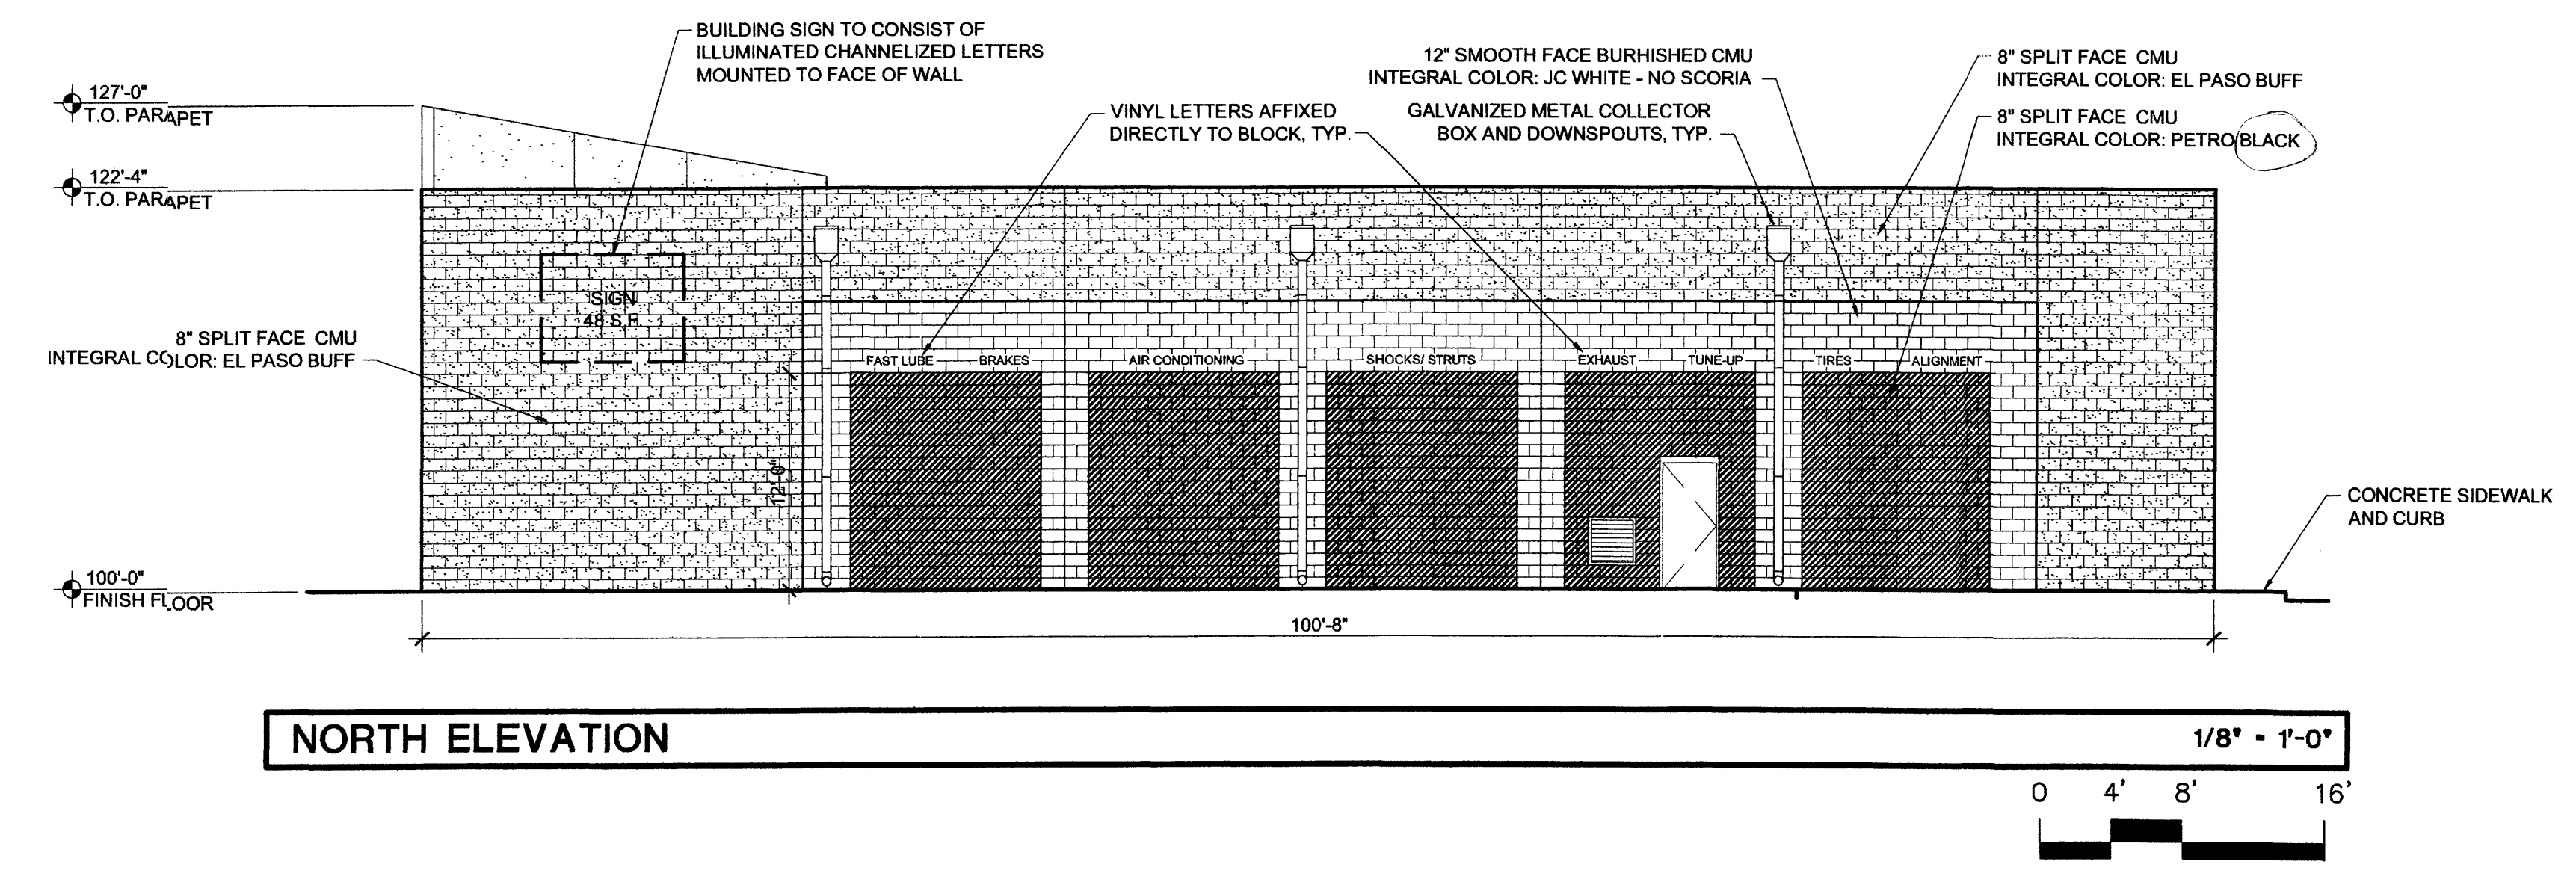 BUILDING SIGN TO CONSIST OF
ILLUMINATED CHANNELIZED LETTERS
MOUNTED TO FACE OF WALL
12" SMOOTH FACE BURHISHED CMU
INTEGRAL COLOR: JC WHITE - NO SCORIA
8" SPLIT FACE CMU
INTEGRAL COLOR: EL PASO BUFF
127'-0"
T.O. PARAPET
VINYL LETTERS AFFIXED
DIRECTLY TO BLOCK, TYP.
GALVANIZED METAL COLLECTOR
BOX AND DOWNSPOUTS, TYP.
8" SPLIT FACE CMU
INTEGRAL COLOR: PETRO BLACK
122'-4"
T.O. PARAPET
SIGN
48 S.F.
8" SPLIT FACE CMU
INTEGRAL COLOR: EL PASO BUFF
FAST LUBE BRAKES AIR CONDITIONING SHOCKS/ STRUTS EXHAUST TUNE-UP TIRES ALIGNMENT
12'-0"
CONCRETE SIDEWALK
AND CURB
100'-0"
FINISH FLOOR
100'-8"
NORTH ELEVATION 1/8" = 1'-0"
0 4' 8' 16'